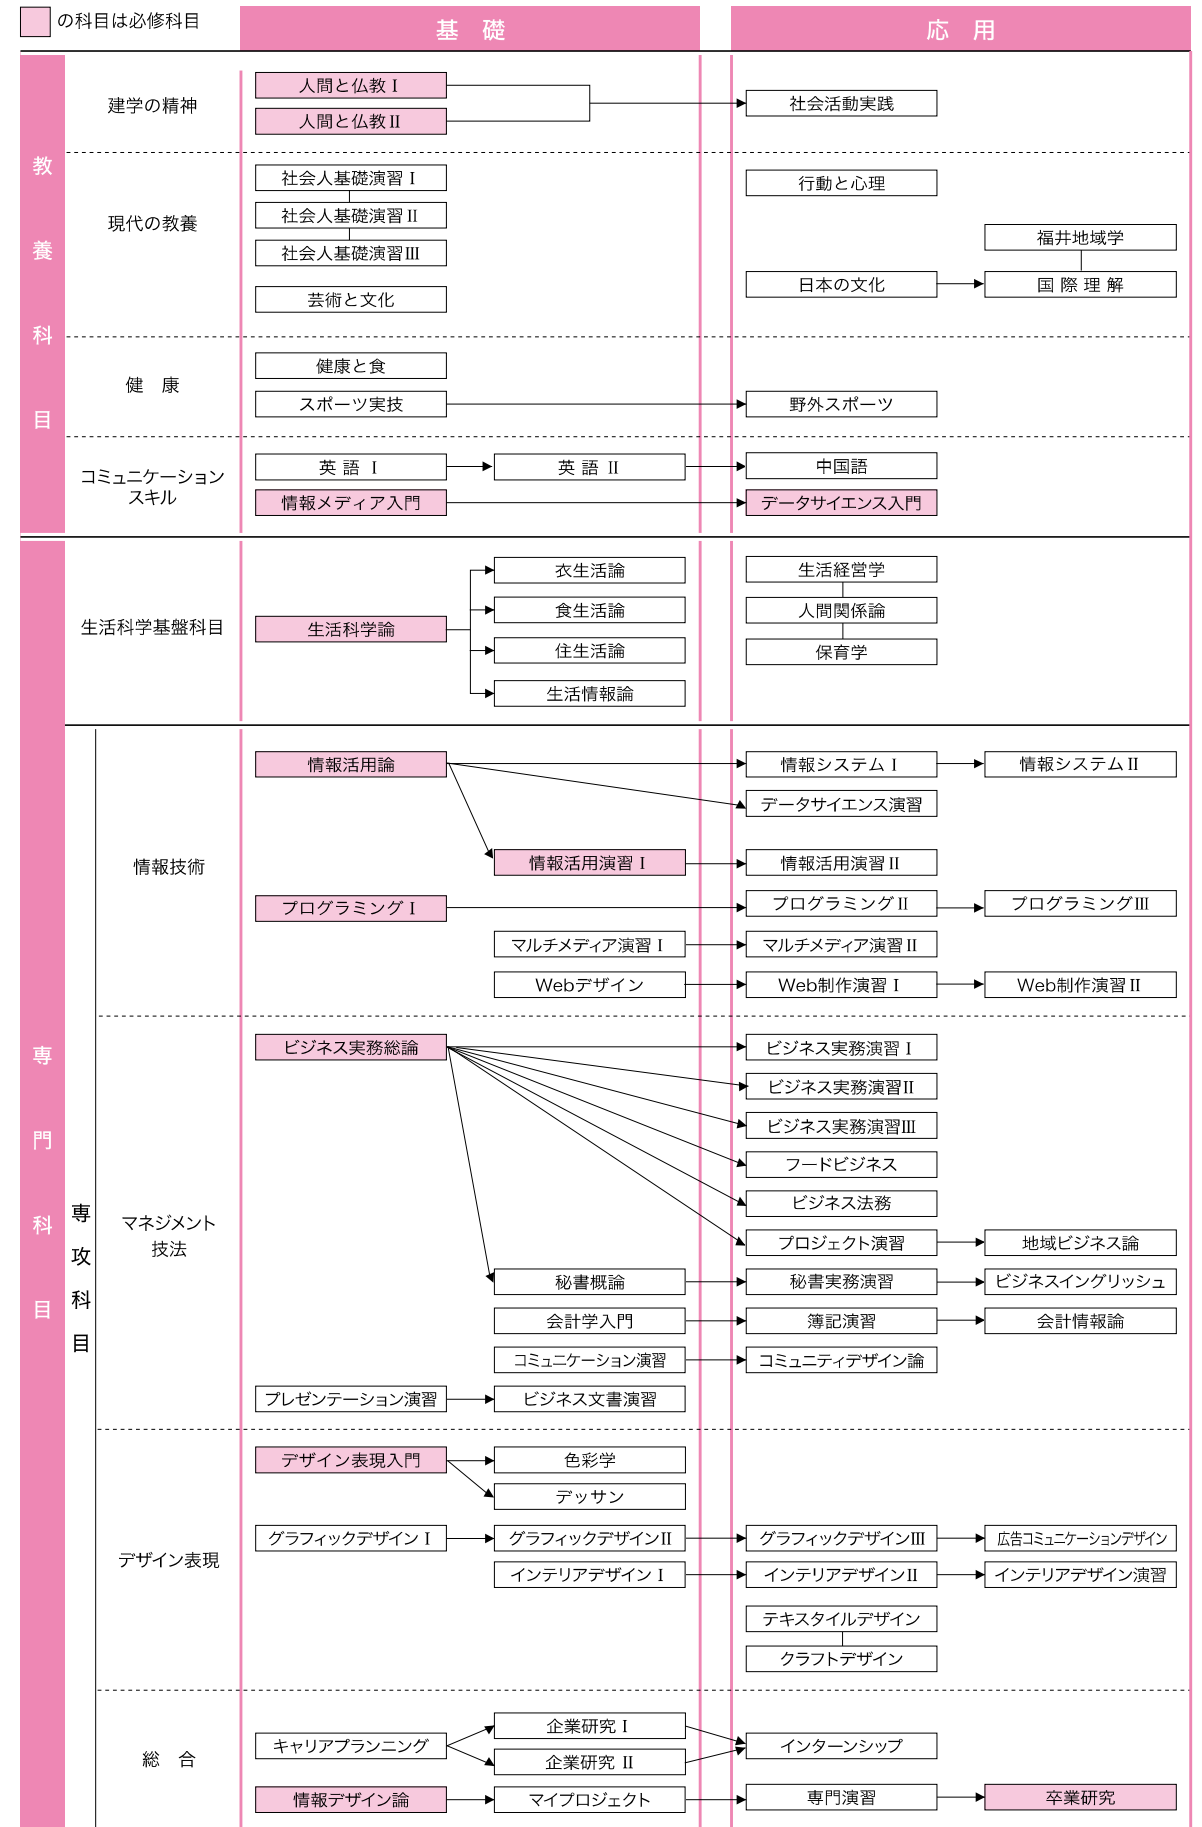 の科目は必修科目
基　礎
応　用
教養科目
建学の精神
人間と仏教 I
人間と仏教 II
社会活動実践
現代の教養
社会人基礎演習 I
社会人基礎演習 II
社会人基礎演習 III
芸術と文化
行動と心理
福井地域学
日本の文化
国 際 理 解
健　康
健康と食
スポーツ実技
野外スポーツ
コミュニケーション
スキル
英 語 I
英 語 II
中国語
情報メディア入門
データサイエンス入門
専門科目
生活科学基盤科目
生活科学論
衣生活論
食生活論
住生活論
生活情報論
生活経営学
人間関係論
保育学
専攻科目
情報技術
情報活用論
情報システム I
情報システム II
データサイエンス演習
情報活用演習 I
情報活用演習 II
プログラミング I
プログラミング II
プログラミング III
マルチメディア演習 I
マルチメディア演習 II
Webデザイン
Web制作演習 I
Web制作演習 II
マネジメント
技法
ビジネス実務総論
ビジネス実務演習 I
ビジネス実務演習 II
ビジネス実務演習 III
フードビジネス
ビジネス法務
プロジェクト演習
地域ビジネス論
秘書概論
秘書実務演習
ビジネスイングリッシュ
会計学入門
簿記演習
会計情報論
コミュニケーション演習
コミュニティデザイン論
プレゼンテーション演習
ビジネス文書演習
デザイン表現
デザイン表現入門
色彩学
デッサン
グラフィックデザイン I
グラフィックデザイン II
グラフィックデザイン III
広告コミュニケーションデザイン
インテリアデザイン I
インテリアデザイン II
インテリアデザイン演習
テキスタイルデザイン
クラフトデザイン
総　合
キャリアプランニング
企業研究 I
企業研究 II
インターンシップ
情報デザイン論
マイプロジェクト
専門演習
卒業研究